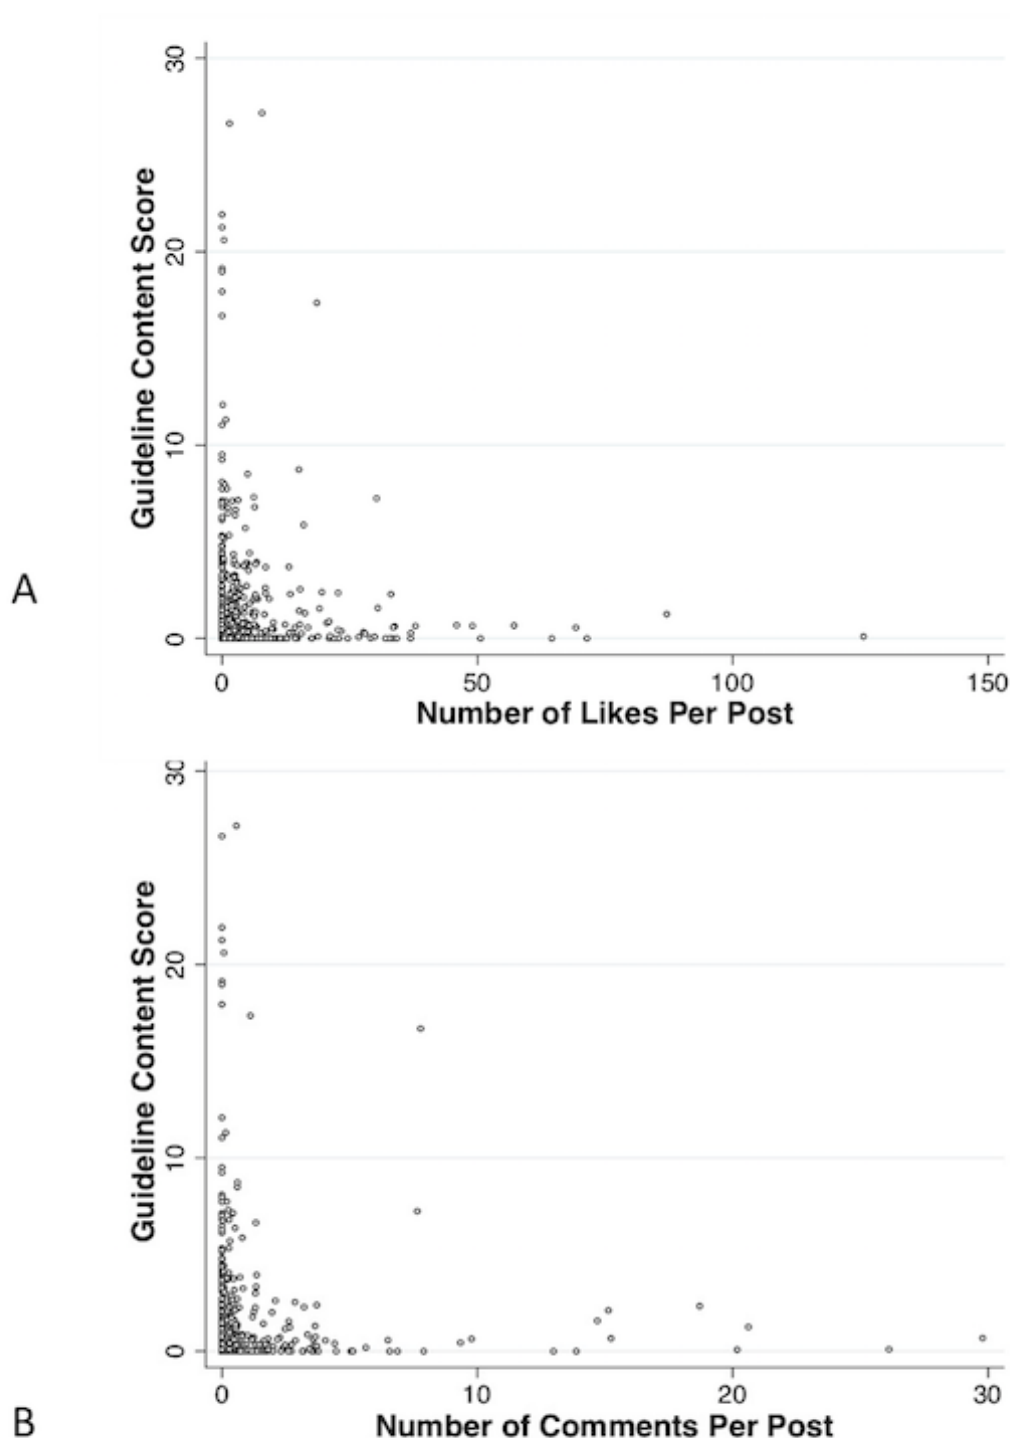 30
20
10
0
Guideline Content Score
0 50 100 150
Number of Likes Per Post
A
30
20
10
0
Guideline Content Score
0 10 20 30
Number of Comments Per Post
B